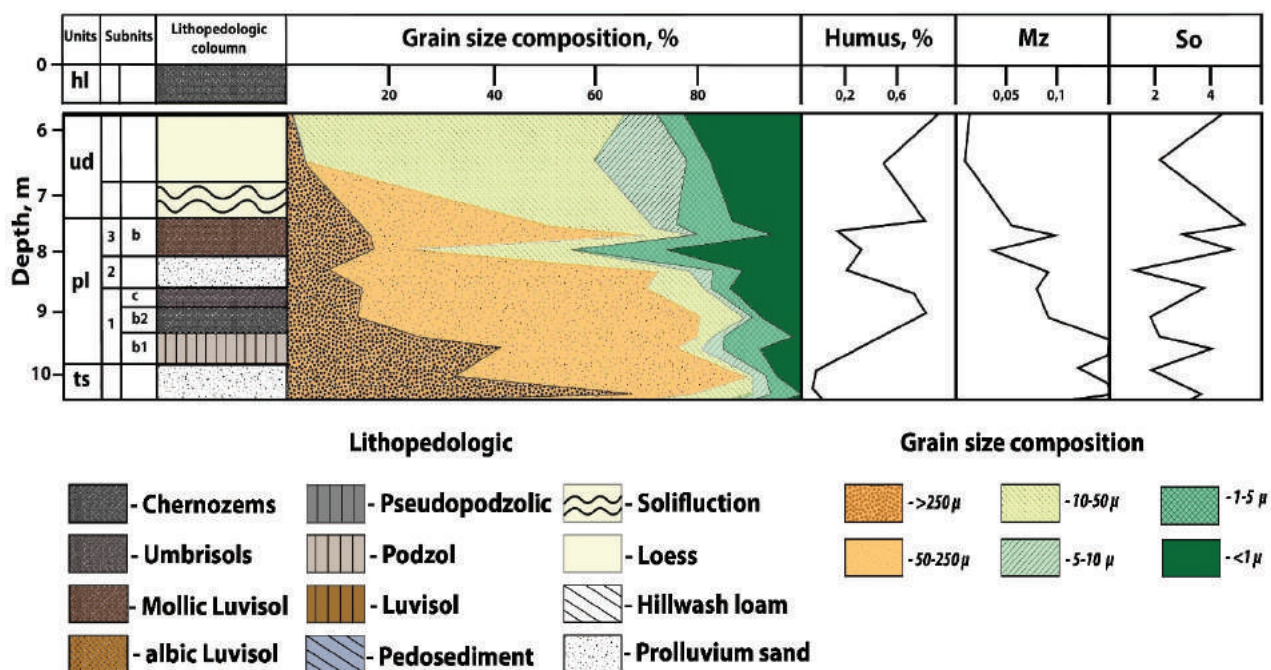 Units Subnits Lithopedologic coloumn Grain size composition, % Humus, % Mz So
0
hl
20 40 60 80 0,2 0,6 0,05 0,1 2 4
Depth, m
6
ud
7
3 b
8
2
pl
c
9
1 b2
b1
10
ts
Lithopedologic
Grain size composition
- Chernozems
- Pseudopodzolic
- Solifluction
- >250 µ
- 10-50 µ
- 1-5 µ
- Umbrisols
- Podzol
- Loess
- 50-250 µ
- 5-10 µ
- <1 µ
- Mollic Luvisol
- Luvisol
- Hillwash loam
- albic Luvisol
- Pedosediment
- Prolluvium sand